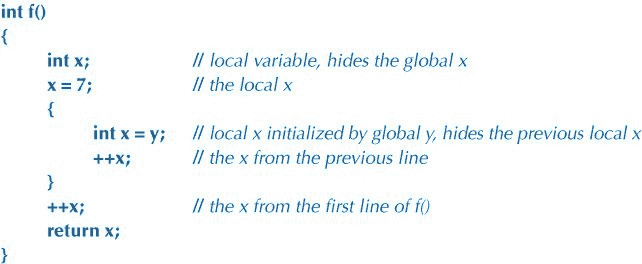 int f()
{
int x; // local variable, hides the global x
x = 7; // the local x
{
int x = y; // local x initialized by global y, hides the previous local x
++x; // the x from the previous line
}
++x; // the x from the first line of f()
return x;
}